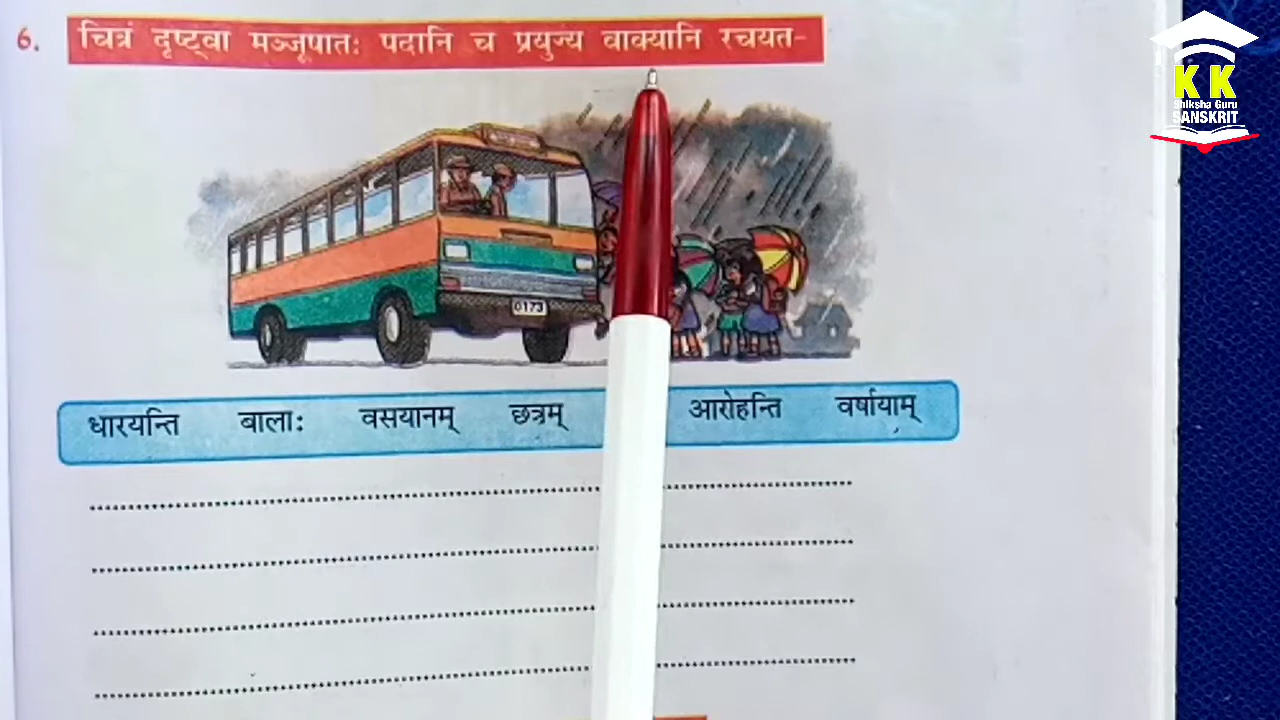 6. चित्रं दृष्ट्वा मञ्जूषातः पदानि च प्रयुज्य वाक्यानि रचयत-
K K
Shiksha Guru
SANSKRIT
0173
धारयन्ति बालाः वसयानम् छत्रम् आरोहन्ति वर्षायाम्